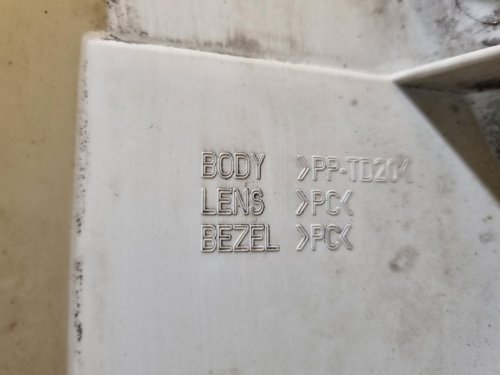 BODY >PP-TD20<
LENS >PC<
BEZEL >PC<